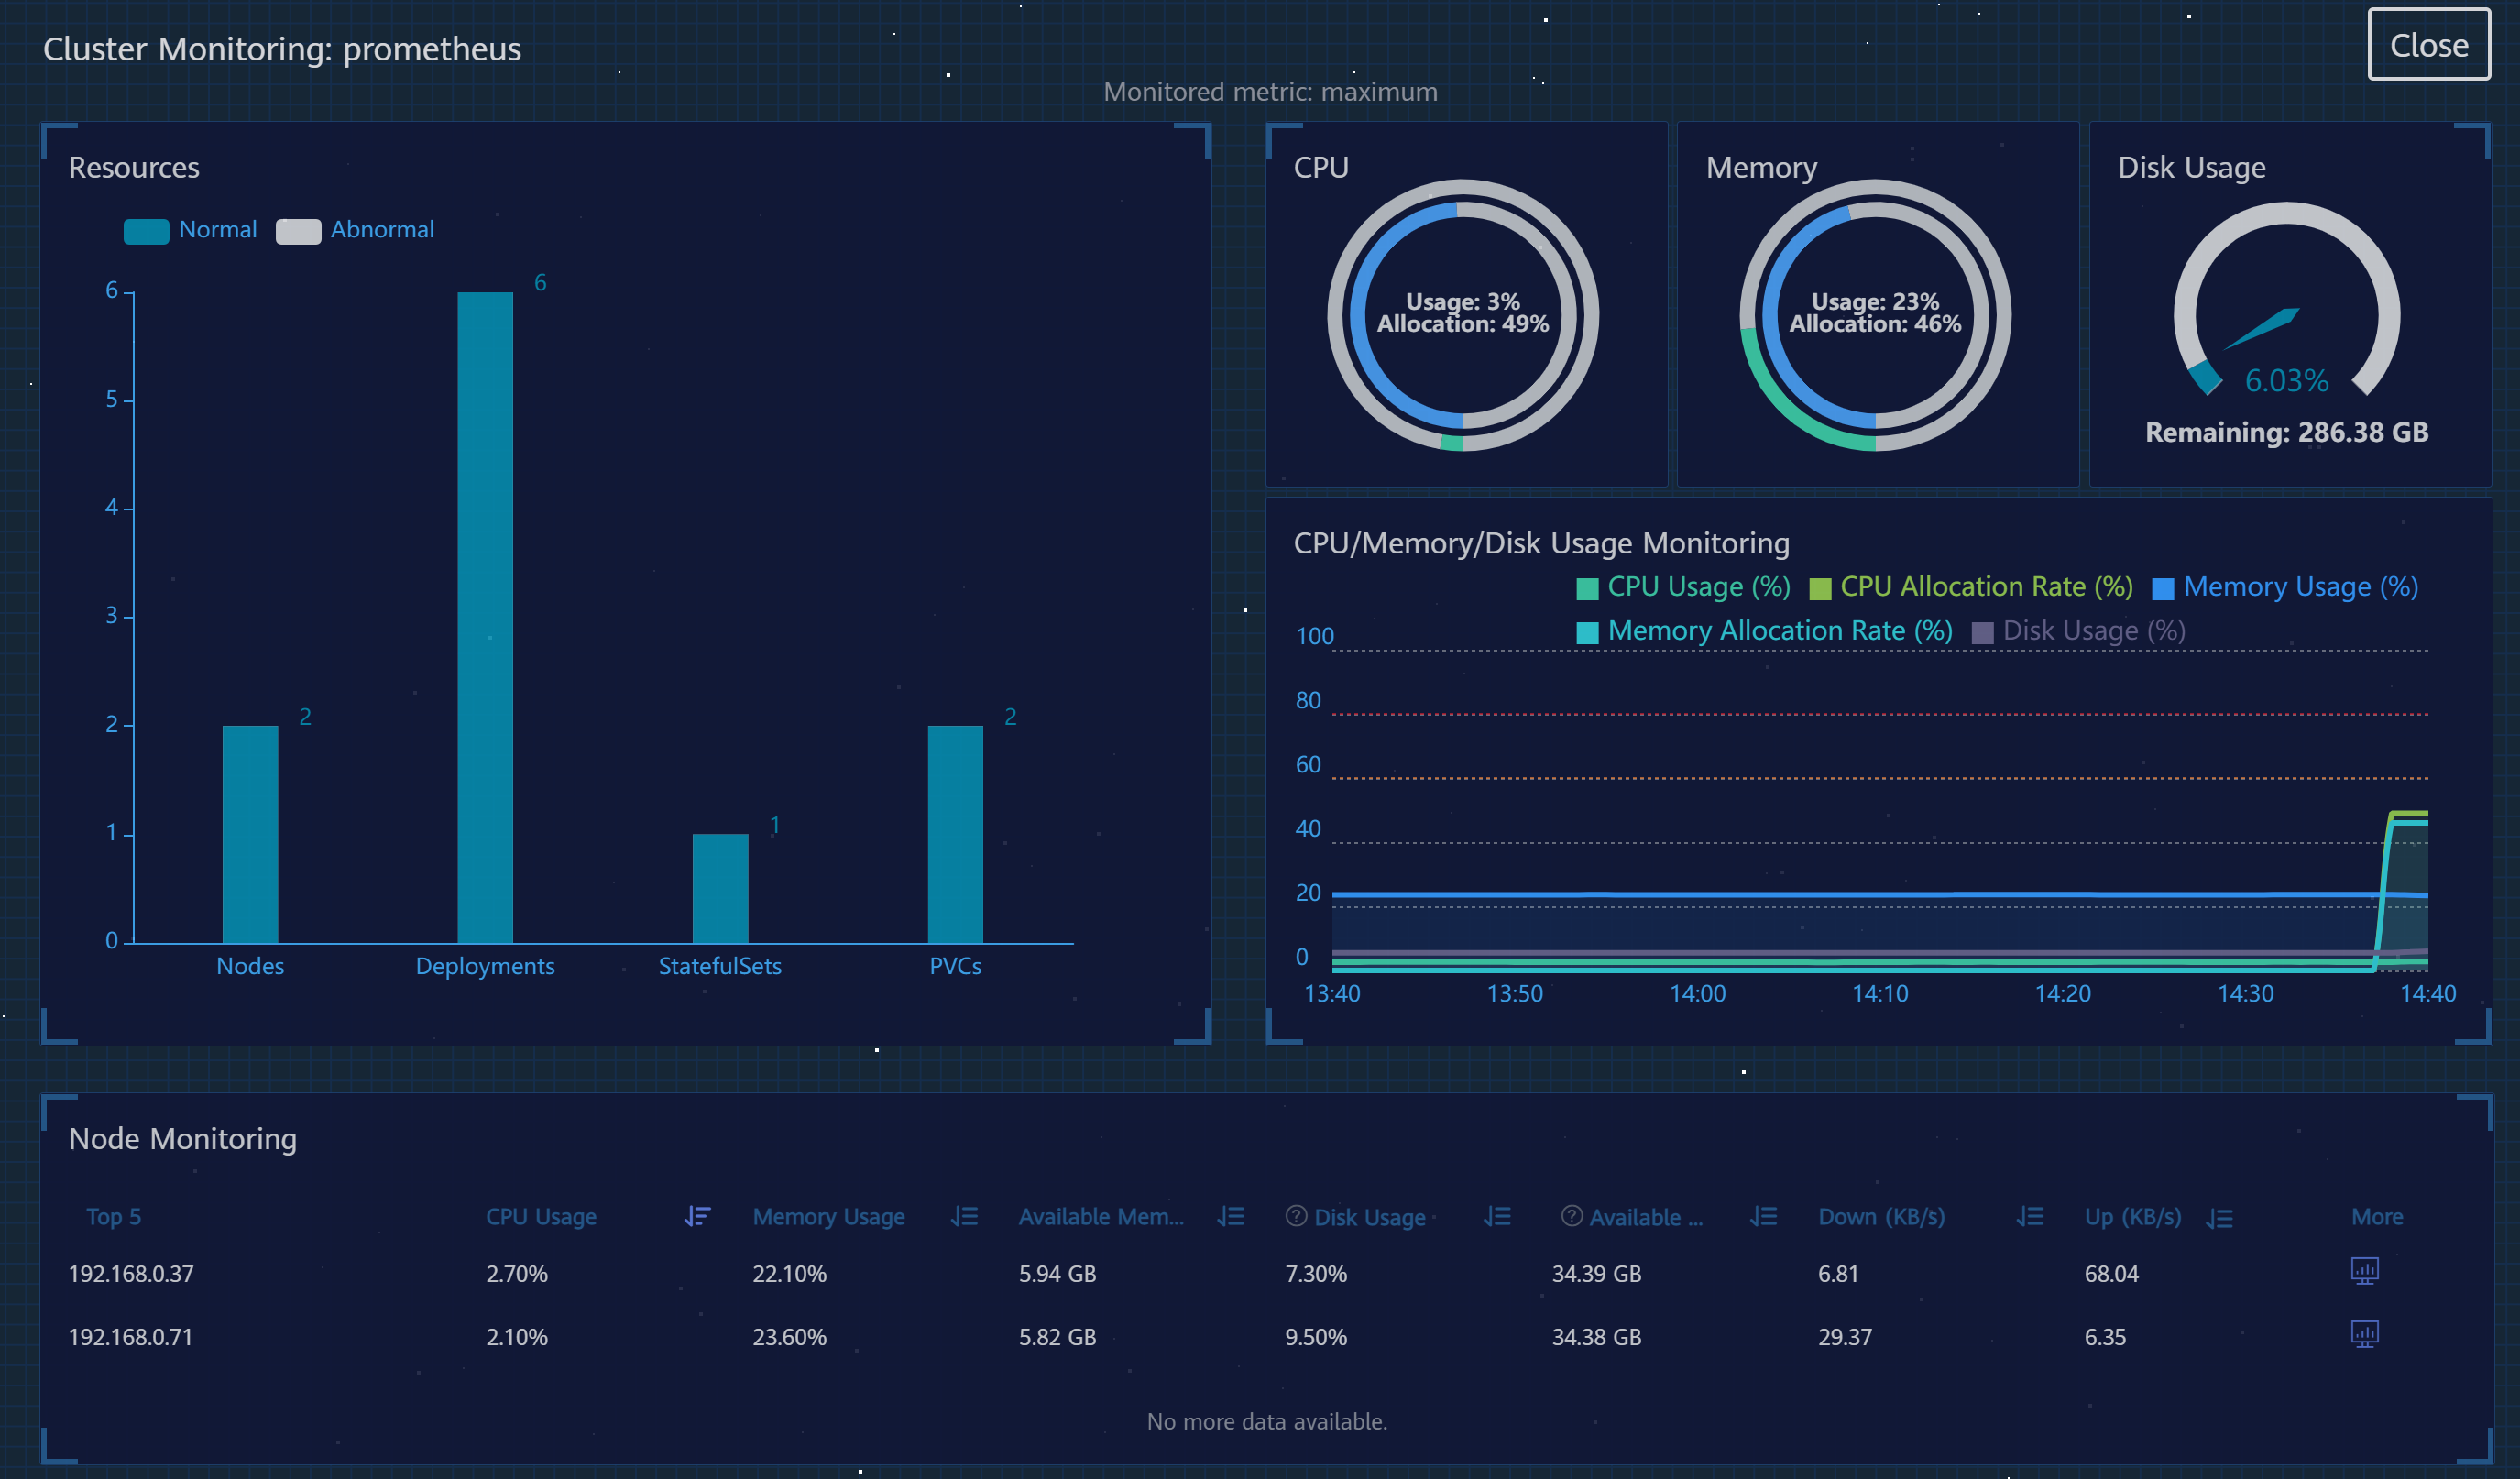 Cluster Monitoring: prometheus
Close
Monitored metric: maximum
Resources
Normal Abnormal
6
5
4
3
2
1
0
2
6
1
2
Nodes Deployments StatefulSets PVCs
CPU
Usage: 3%
Allocation: 49%
Memory
Usage: 23%
Allocation: 46%
Disk Usage
6.03%
Remaining: 286.38 GB
CPU/Memory/Disk Usage Monitoring
CPU Usage (%) CPU Allocation Rate (%) Memory Usage (%)
Memory Allocation Rate (%) Disk Usage (%)
100
80
60
40
20
0
13:40 13:50 14:00 14:10 14:20 14:30 14:40
Node Monitoring
Top 5 CPU Usage Memory Usage Available Mem... ? Disk Usage ? Available ... Down (KB/s) Up (KB/s) More
192.168.0.37 2.70% 22.10% 5.94 GB 7.30% 34.39 GB 6.81 68.04
192.168.0.71 2.10% 23.60% 5.82 GB 9.50% 34.38 GB 29.37 6.35
No more data available.